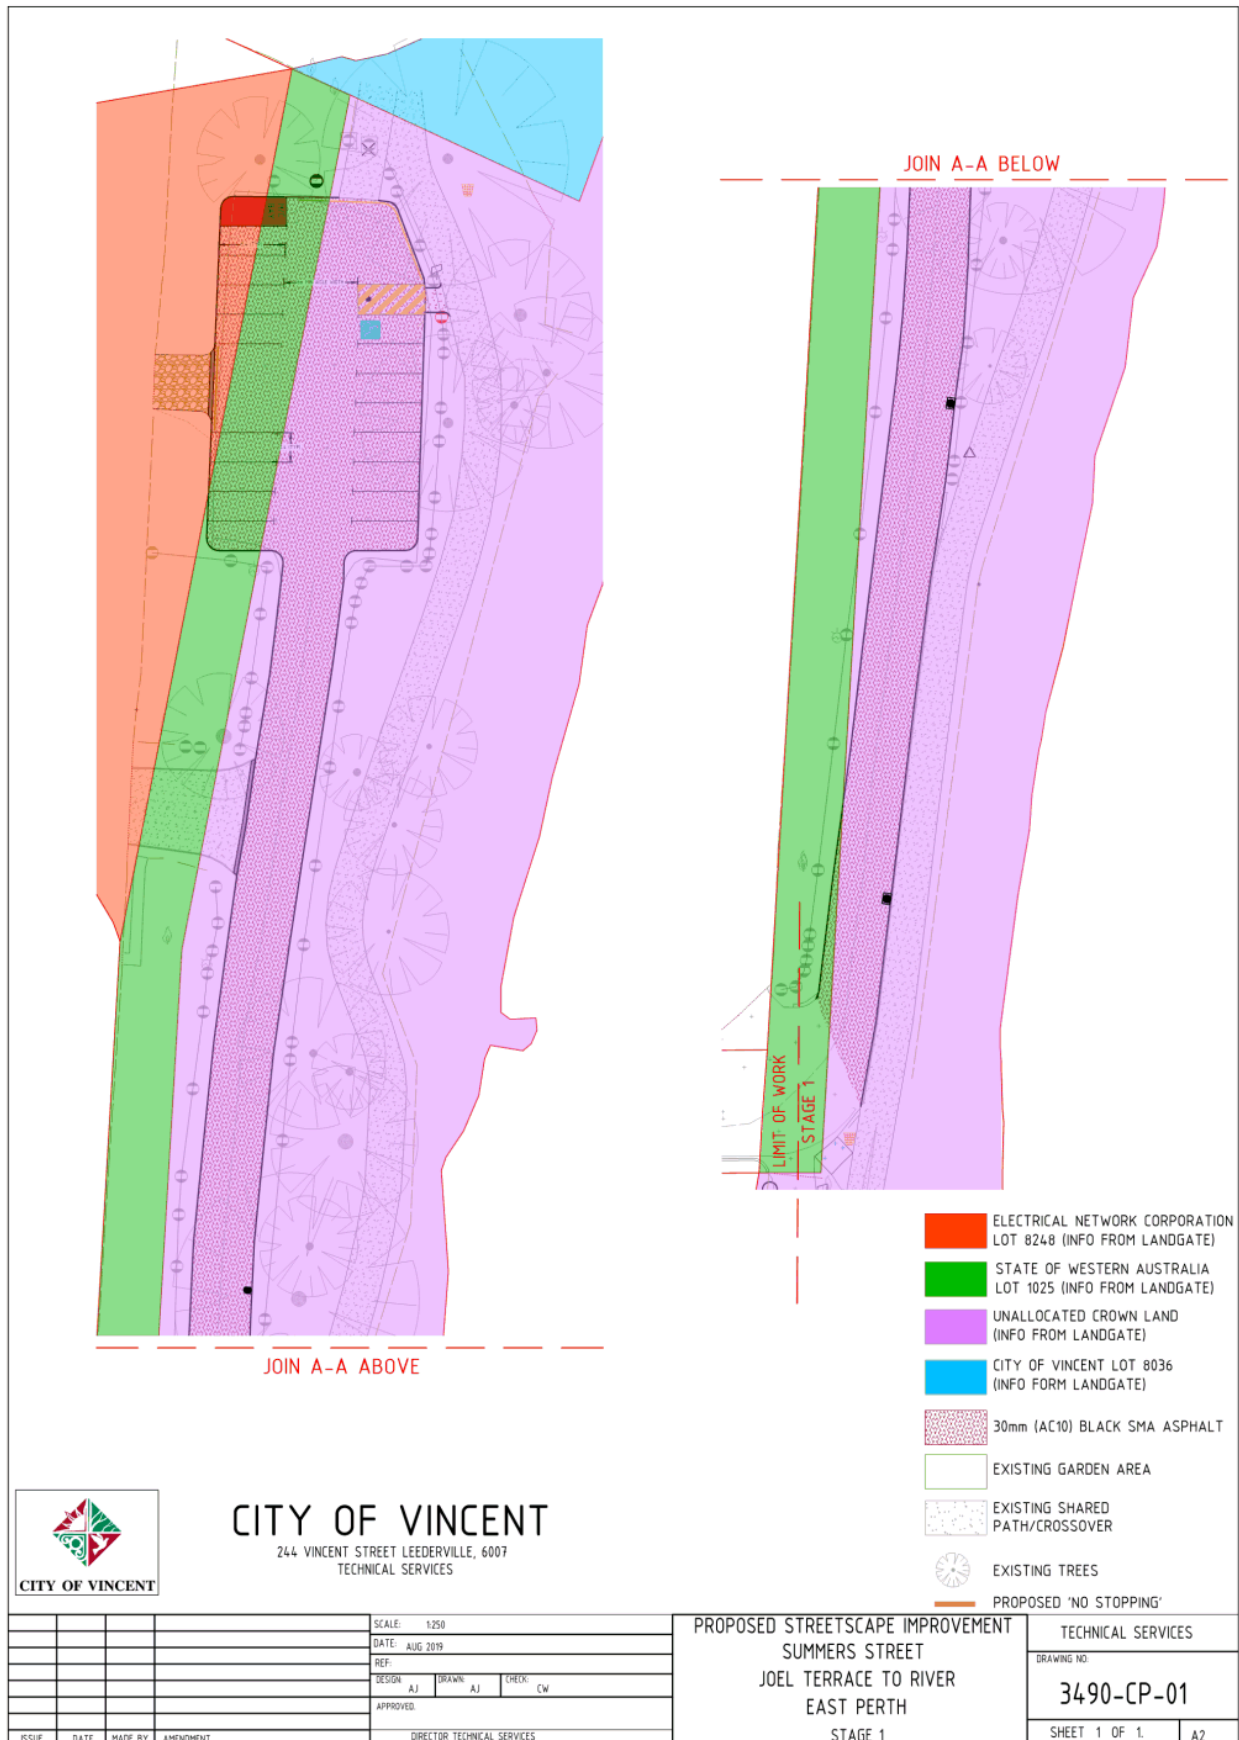 JOIN A-A BELOW
LIMIT OF WORK
STAGE 1
JOIN A-A ABOVE
ELECTRICAL NETWORK CORPORATION
LOT 8248 (INFO FROM LANDGATE)
STATE OF WESTERN AUSTRALIA
LOT 1025 (INFO FROM LANDGATE)
UNALLOCATED CROWN LAND
(INFO FROM LANDGATE)
CITY OF VINCENT LOT 8036
(INFO FORM LANDGATE)
30mm (AC10) BLACK SMA ASPHALT
EXISTING GARDEN AREA
EXISTING SHARED
PATH/CROSSOVER
EXISTING TREES
PROPOSED 'NO STOPPING'
CITY OF VINCENT
CITY OF VINCENT
244 VINCENT STREET LEEDERVILLE, 6007
TECHNICAL SERVICES
ISSUE DATE MADE BY AMENDMENT
SCALE: 1:250
DATE: AUG 2019
REF:
DESIGN: AJ DRAWN: AJ CHECK: CW
APPROVED.
DIRECTOR TECHNICAL SERVICES
PROPOSED STREETSCAPE IMPROVEMENT
SUMMERS STREET
JOEL TERRACE TO RIVER
EAST PERTH
STAGE 1
TECHNICAL SERVICES
DRAWING NO:
3490-CP-01
SHEET 1 OF 1.
A2